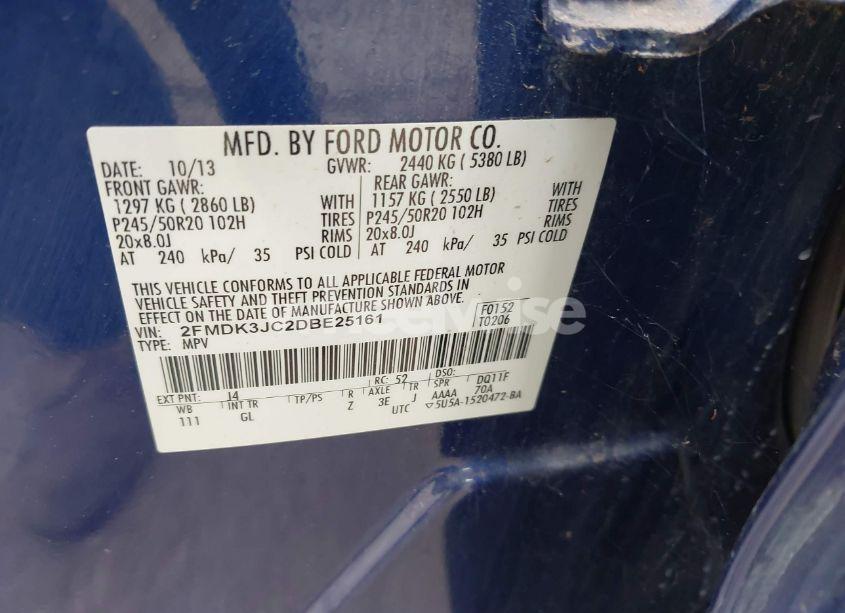 MFD. BY FORD MOTOR CO.
DATE: 10/13 GVWR: 2440 KG ( 5380 LB)
FRONT GAWR: REAR GAWR:
1297 KG ( 2860 LB) WITH 1157 KG ( 2550 LB) WITH
P245/50R20 102H TIRES P245/50R20 102H TIRES
20x8.0J RIMS 20x8.0J RIMS
AT 240 kPa/ 35 PSI COLD AT 240 kPa/ 35 PSI COLD
THIS VEHICLE CONFORMS TO ALL APPLICABLE FEDERAL MOTOR
VEHICLE SAFETY AND THEFT PREVENTION STANDARDS IN
EFFECT ON THE DATE OF MANUFACTURE SHOWN ABOVE.
VIN: 2FMDK3JC2DBE25161 F0152
TYPE: MPV T0206
EXT PNT: J4 RC: 52 DSO:
WB INT TR TP/PS R AXLE TR SPR DQ11F
111 GL Z 3E J AAAA 70A
UTC ▽5U5A-1520472-BA